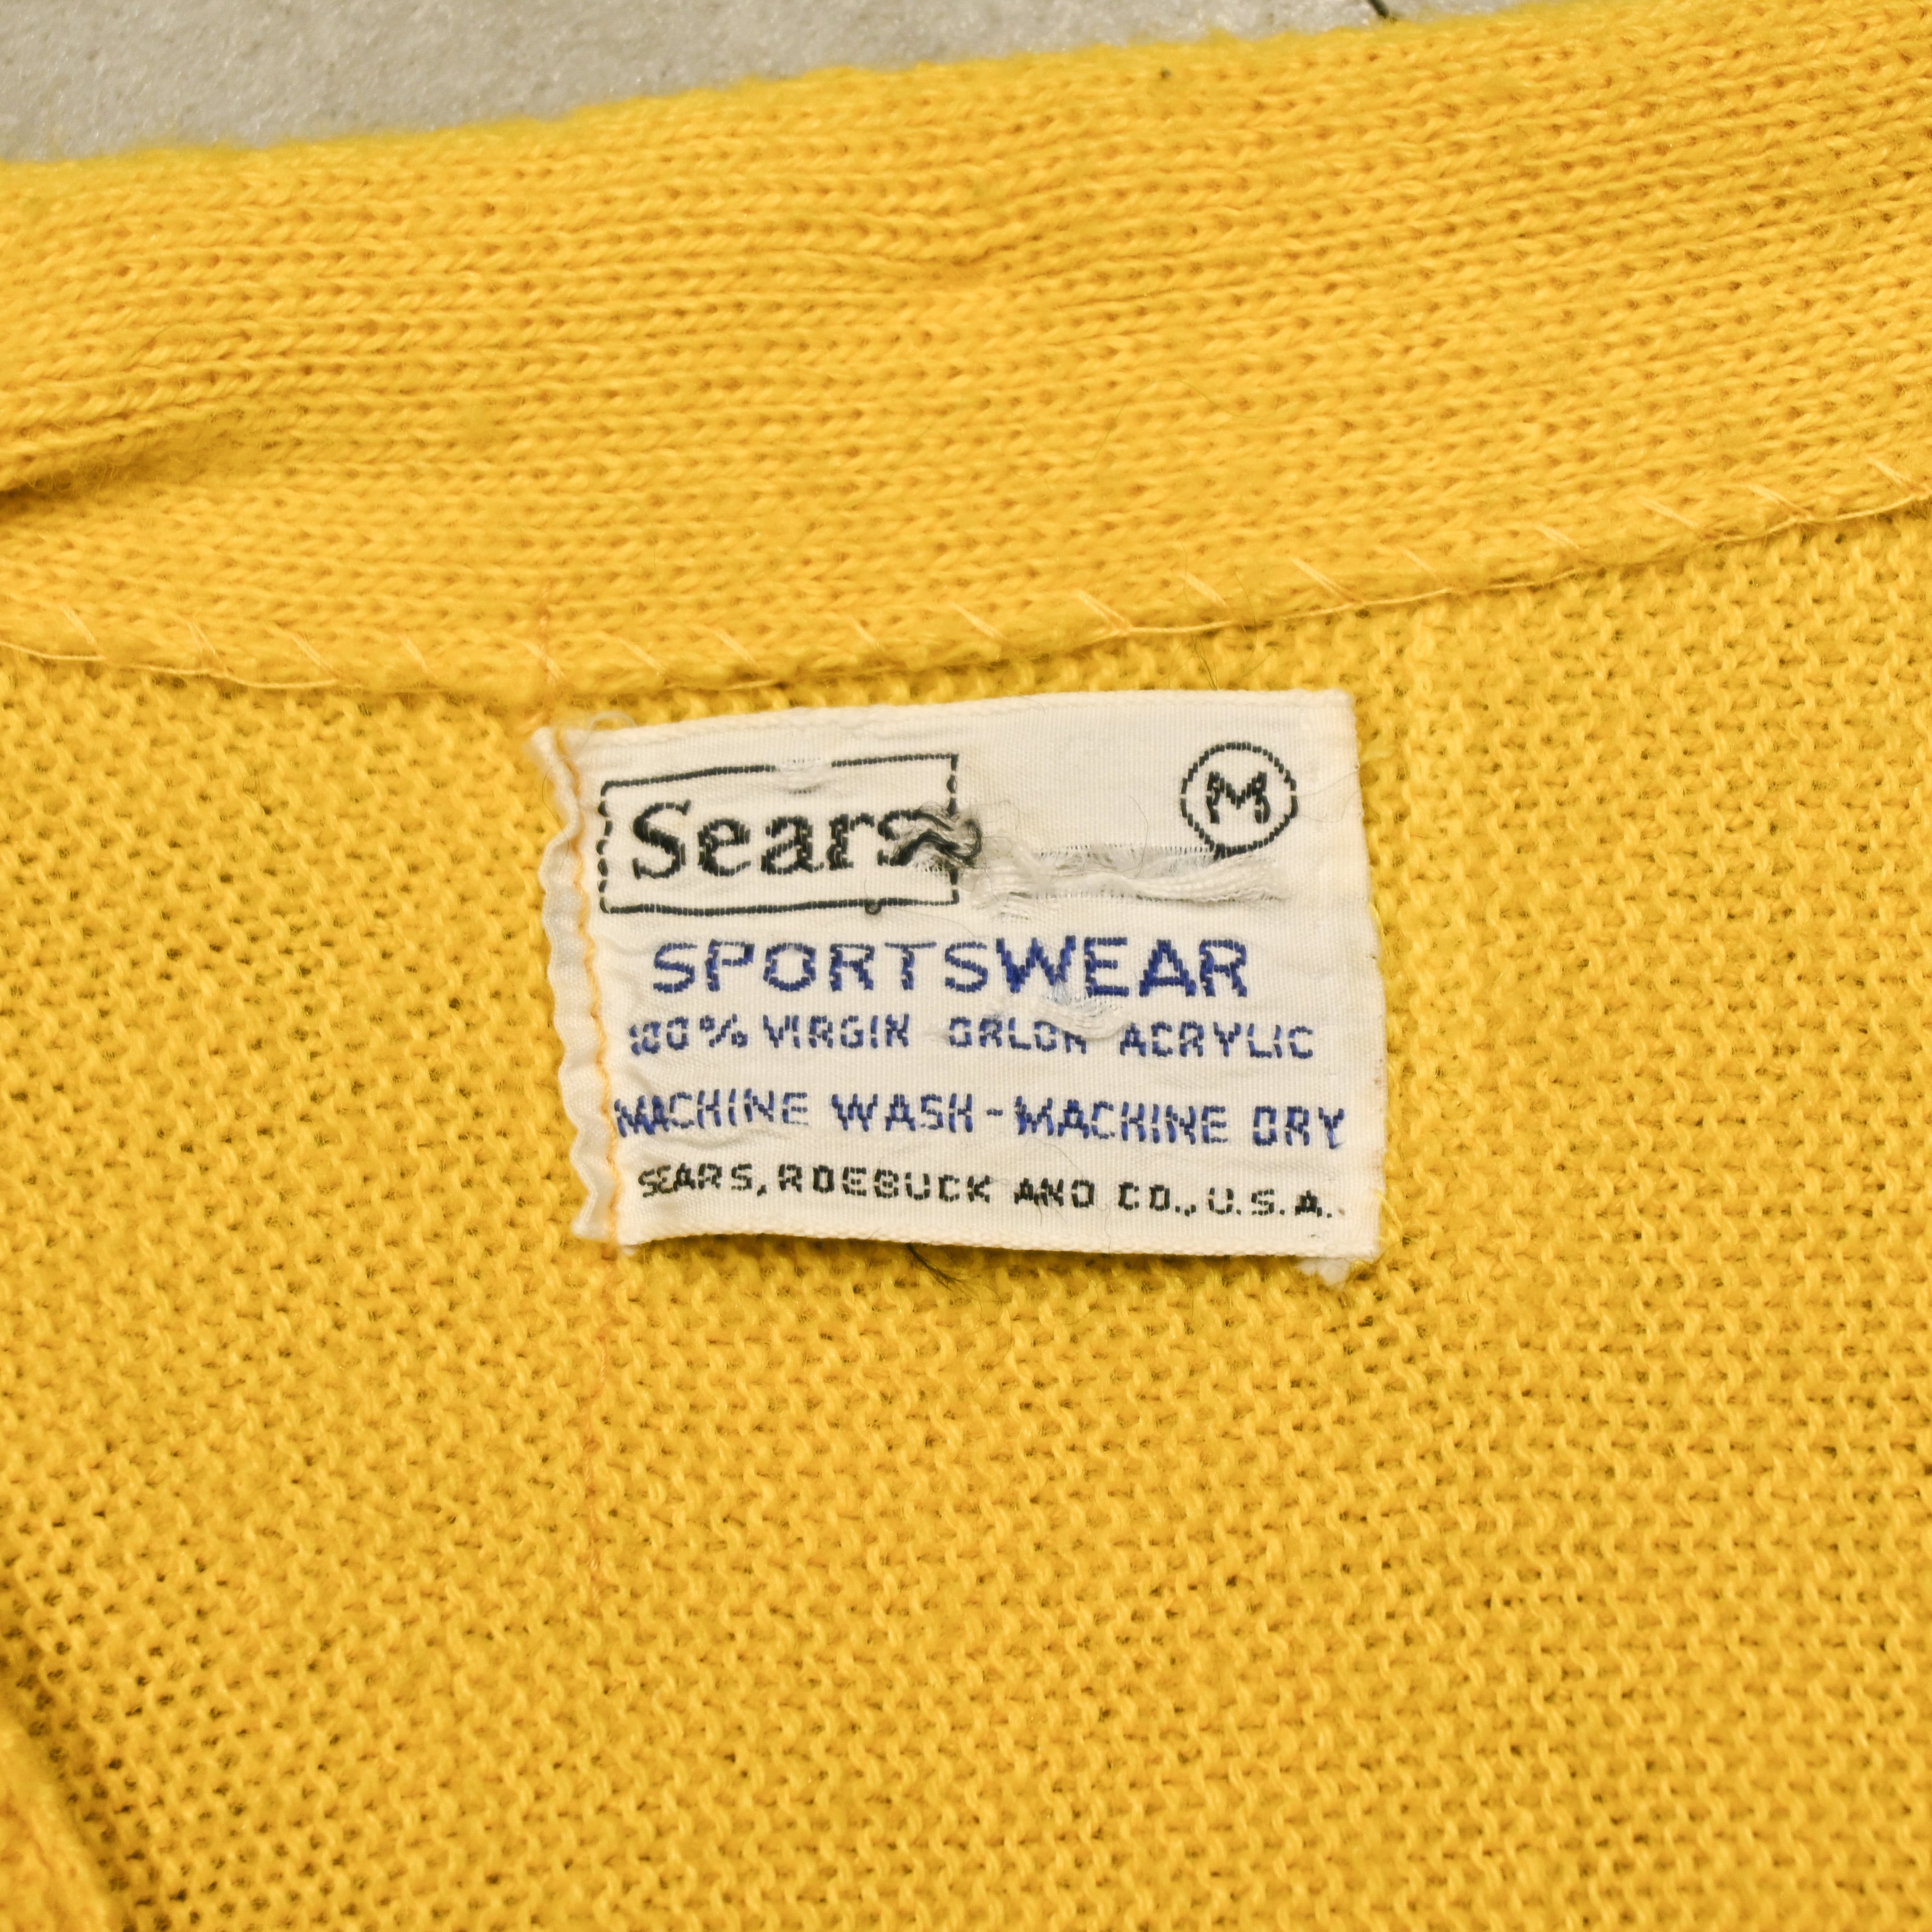 Sears M
SPORTSWEAR
100% VIRGIN ORLON ACRYLIC
MACHINE WASH-MACHINE DRY
SEARS, ROEBUCK AND CO., U.S.A.